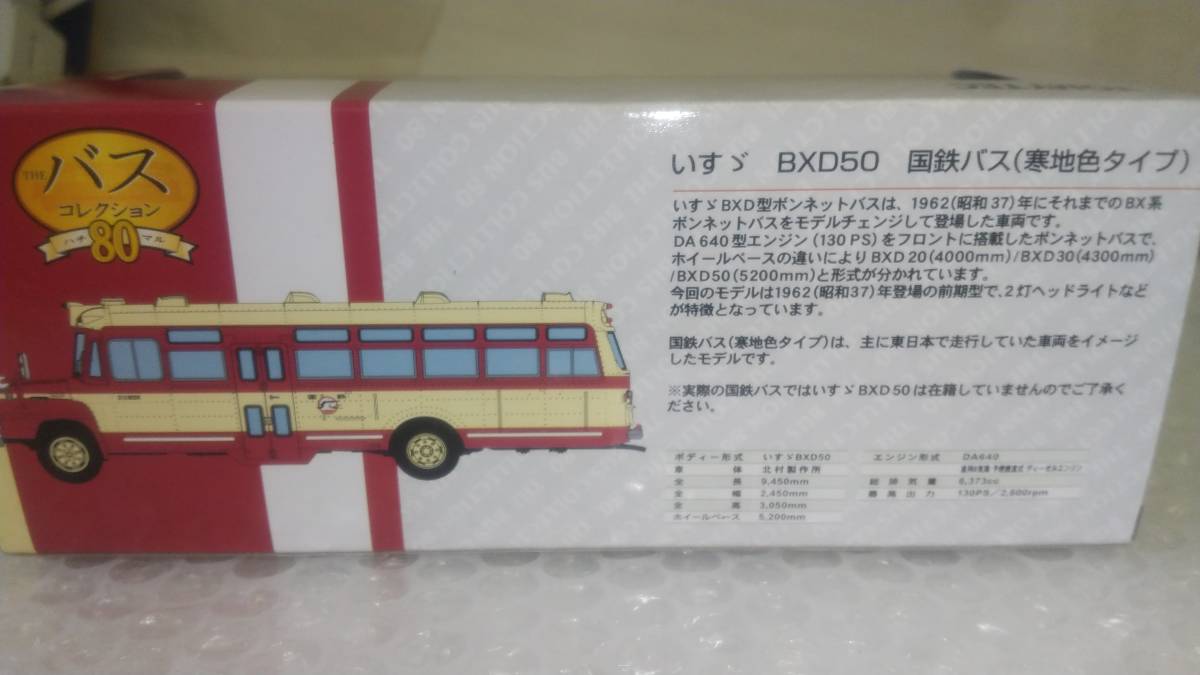 THE バス
コレクション
ハチ 80 マル
いすゞ BXD50 国鉄バス(寒地色タイプ)
いすゞBXD型ボンネットバスは、1962(昭和37)年にそれまでのBX系
ボンネットバスをモデルチェンジして登場した車両です。
DA640型エンジン(130PS)をフロントに搭載したボンネットバスで、
ホイールベースの違いによりBXD20(4000mm)/BXD30(4300mm)
/BXD50(5200mm)と形式が分かれています。
今回のモデルは1962(昭和37)年登場の前期型で、2灯ヘッドライトなど
が特徴となっています。
国鉄バス(寒地色タイプ)は、主に東日本で走行していた車両をイメージ
したモデルです。
※実際の国鉄バスではいすゞBXD50は在籍していませんのでご了承く
ださい。
ボディー形式 いすゞBXD50
車体 北村製作所
全長 9,450mm
全幅 2,450mm
全高 3,050mm
ホイールベース 5,200mm
エンジン形式 DA640
ディーゼルエンジン
総排気量 6,373cc
最高出力 130PS/2,600rpm